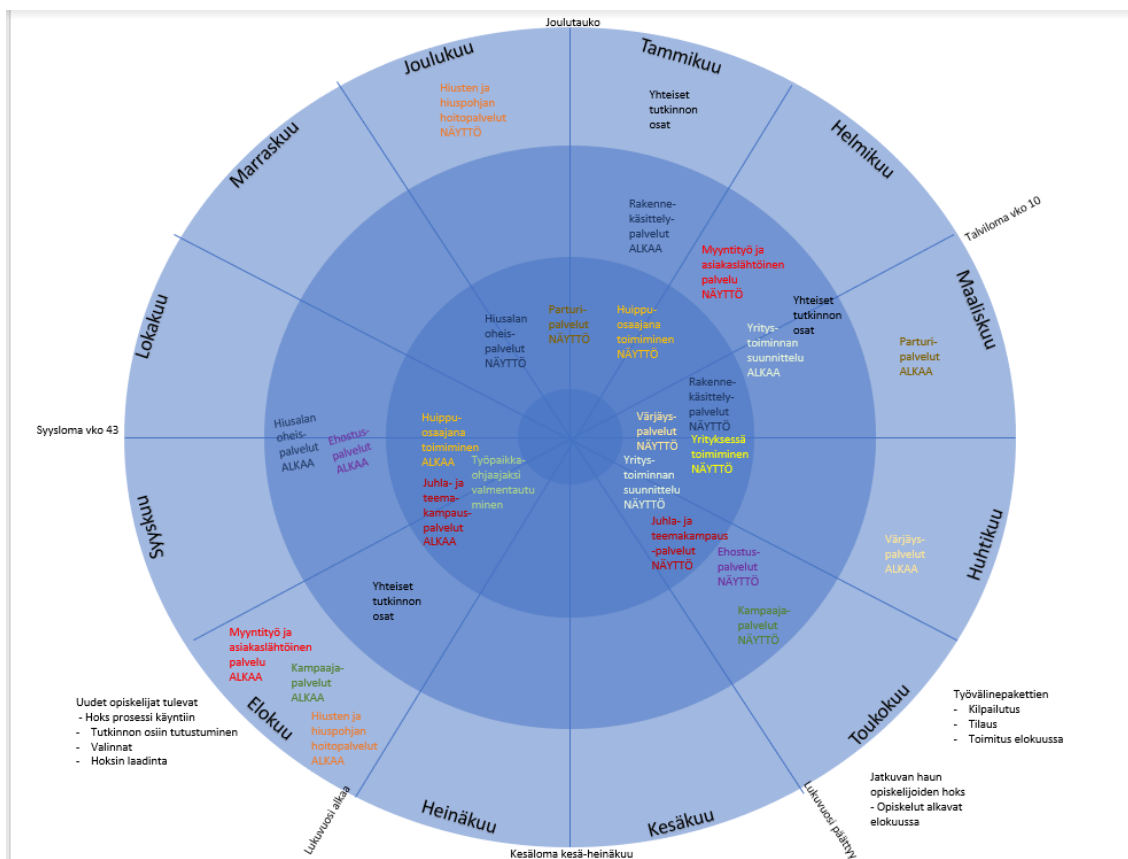 Joulutauko
Joulukuu
Tammikuu
Helmikuu
Talviloma vko 10
Maaliskuu
Huhtikuu
Toukokuu
Lukuvuosi päättyy
Kesäkuu
Kesäloma kesä-heinäkuu
Heinäkuu
Lukuvuosi alkaa
Elokuu
Syyskuu
Syysloma vko 43
Lokakuu
Marraskuu
Hiusten ja
hiuspohjan
hoitopalvelut
NÄYTTÖ
Yhteiset
tutkinnon
osat
Rakenne-
käsittely-
palvelut
ALKAA
Myyntityö ja
asiakaslähtöinen
palvelu
NÄYTTÖ
Yhteiset
tutkinnon
osat
Yritys-
toiminnan
suunnittelu
ALKAA
Parturi-
palvelut
ALKAA
Hiusalan
oheis-
palvelut
NÄYTTÖ
Parturi-
palvelut
NÄYTTÖ
Huippu-
osaajana
toimiminen
NÄYTTÖ
Rakenne-
käsittely-
palvelut
NÄYTTÖ
Värjäys-
palvelut
NÄYTTÖ
Yrityksessä
toimiminen
NÄYTTÖ
Yritys-
toiminnan
suunnittelu
NÄYTTÖ
Hiusalan
oheis-
palvelut
ALKAA
Ehostus-
palvelut
ALKAA
Huippu-
osaajana
toimiminen
ALKAA
Työpaikka-
ohjaajaksi
valmentautu
minen
Juhla- ja
teema-
kampaus-
palvelut
ALKAA
Juhla- ja
teemakampaus
-palvelut
NÄYTTÖ
Ehostus-
palvelut
NÄYTTÖ
Kampaaja-
palvelut
NÄYTTÖ
Värjäys-
palvelut
ALKAA
Yhteiset
tutkinnon
osat
Myyntityö ja
asiakaslähtöinen
palvelu
ALKAA
Kampaaja-
palvelut
ALKAA
Hiusten ja
hiuspohjan
hoitopalvelut
ALKAA
Uudet opiskelijat tulevat
- Hoks prosessi käyntiin
- Tutkinnon osiin tutustuminen
- Valinnat
- Hoksin laadinta
Työvälinepakettien
- Kilpailutus
- Tilaus
- Toimitus elokuussa
Jatkuvan haun
opiskelijoiden hoks
- Opiskelut alkavat
elokuussa